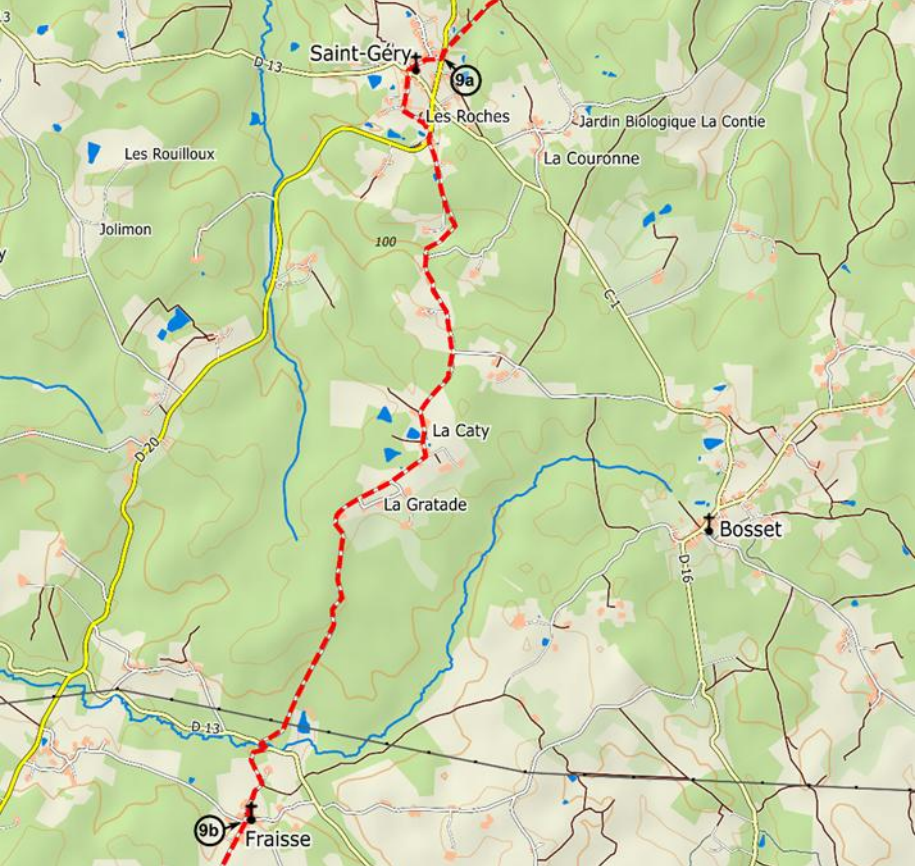 .3
Saint-Géry
D 13
9a
Les Roches
Jardin Biologique La Contie
Les Rouilloux
La Couronne
Jolimon
100
y
C 1
La Caty
D 20
La Gratade
Bosset
D 16
D 13
9b
Fraisse